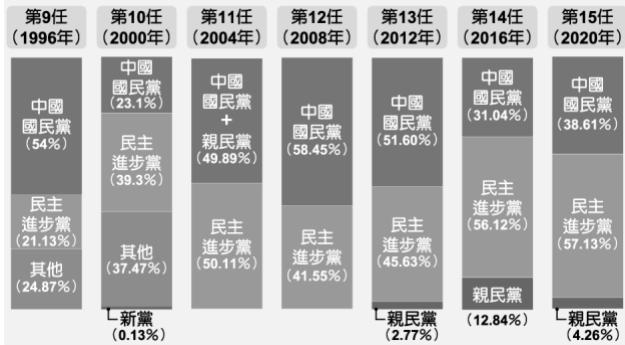 第9任
（1996年）
第10任
（2000年）
第11任
（2004年）
第12任
（2008年）
第13任
（2012年）
第14任
（2016年）
第15任
（2020年）
中國
國民黨
（54%）
民主
進步黨
（21.13%）
其他
（24.87%）
中國
國民黨
（23.1%）
民主
進步黨
（39.3%）
其他
（37.47%）
新黨
（0.13%）
中國
國民黨
+
親民黨
（49.89%）
民主
進步黨
（50.11%）
中國
國民黨
（58.45%）
民主
進步黨
（41.55%）
中國
國民黨
（51.60%）
民主
進步黨
（45.63%）
親民黨
（2.77%）
中國
國民黨
（31.04%）
民主
進步黨
（56.12%）
親民黨
（12.84%）
中國
國民黨
（38.61%）
民主
進步黨
（57.13%）
親民黨
（4.26%）